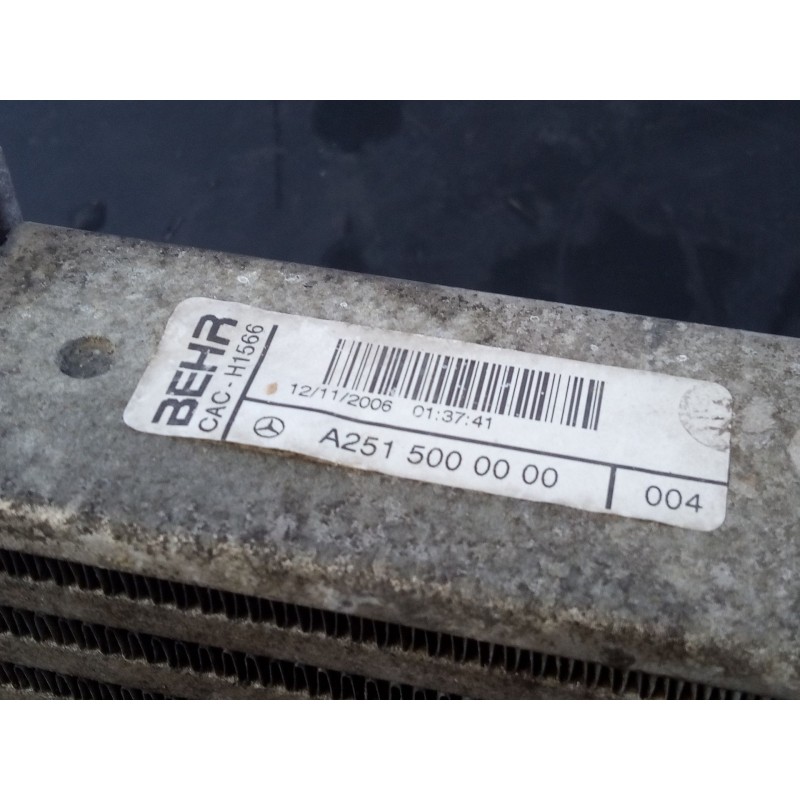 BEHR
CAC - H1566
12/11/2006 01:37:41
A251 500 00 00
004